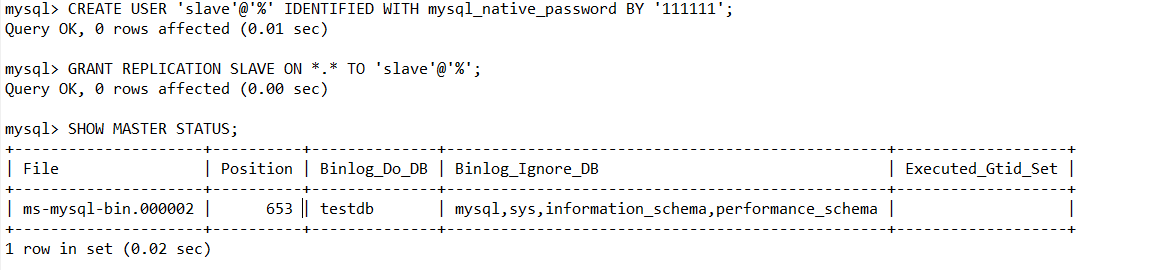 mysql> CREATE USER 'slave'@'%' IDENTIFIED WITH mysql_native_password BY '111111';
Query OK, 0 rows affected (0.01 sec)
mysql> GRANT REPLICATION SLAVE ON *.* TO 'slave'@'%';
Query OK, 0 rows affected (0.00 sec)
mysql> SHOW MASTER STATUS;
+---------------------+----------+--------------+-------------------------------------------------+-------------------+
| File | Position | Binlog_Do_DB | Binlog_Ignore_DB | Executed_Gtid_Set |
+---------------------+----------+--------------+-------------------------------------------------+-------------------+
| ms-mysql-bin.000002 | 653 | testdb | mysql,sys,information_schema,performance_schema | |
+---------------------+----------+--------------+-------------------------------------------------+-------------------+
1 row in set (0.02 sec)